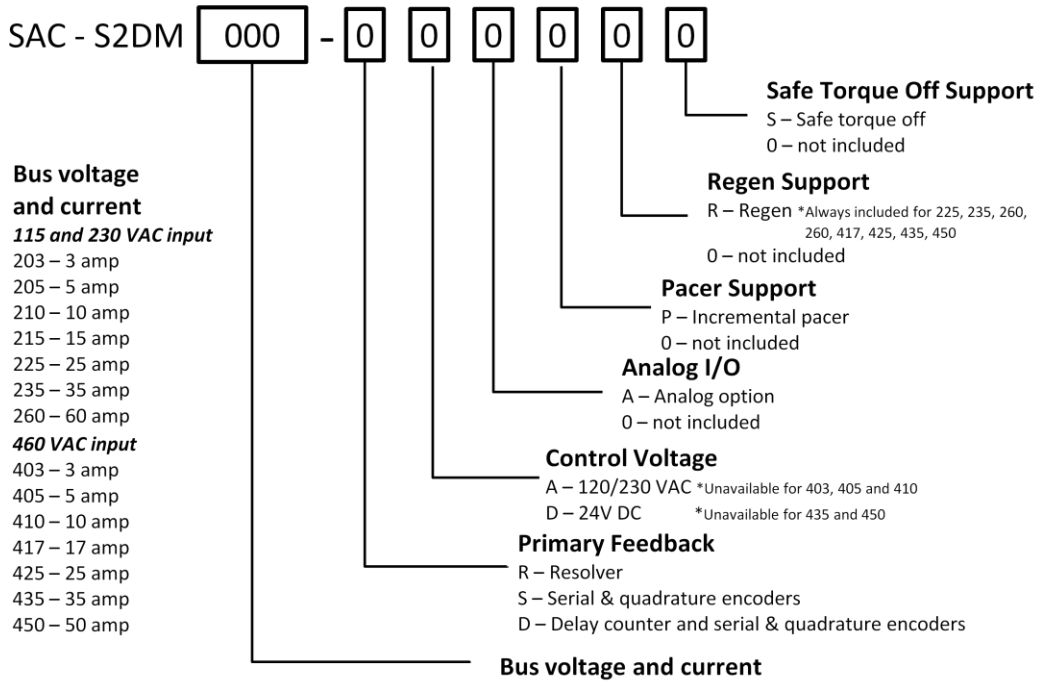 SAC - S2DM 000 - 0 0 0 0 0 0
Safe Torque Off Support
S – Safe torque off
0 – not included
Regen Support
R – Regen *Always included for 225, 235, 260,
260, 417, 425, 435, 450
0 – not included
Pacer Support
P – Incremental pacer
0 – not included
Analog I/O
A – Analog option
0 – not included
Control Voltage
A – 120/230 VAC *Unavailable for 403, 405 and 410
D – 24V DC *Unavailable for 435 and 450
Primary Feedback
R – Resolver
S – Serial & quadrature encoders
D – Delay counter and serial & quadrature encoders
Bus voltage and current
Bus voltage
and current
115 and 230 VAC input
203 – 3 amp
205 – 5 amp
210 – 10 amp
215 – 15 amp
225 – 25 amp
235 – 35 amp
260 – 60 amp
460 VAC input
403 – 3 amp
405 – 5 amp
410 – 10 amp
417 – 17 amp
425 – 25 amp
435 – 35 amp
450 – 50 amp